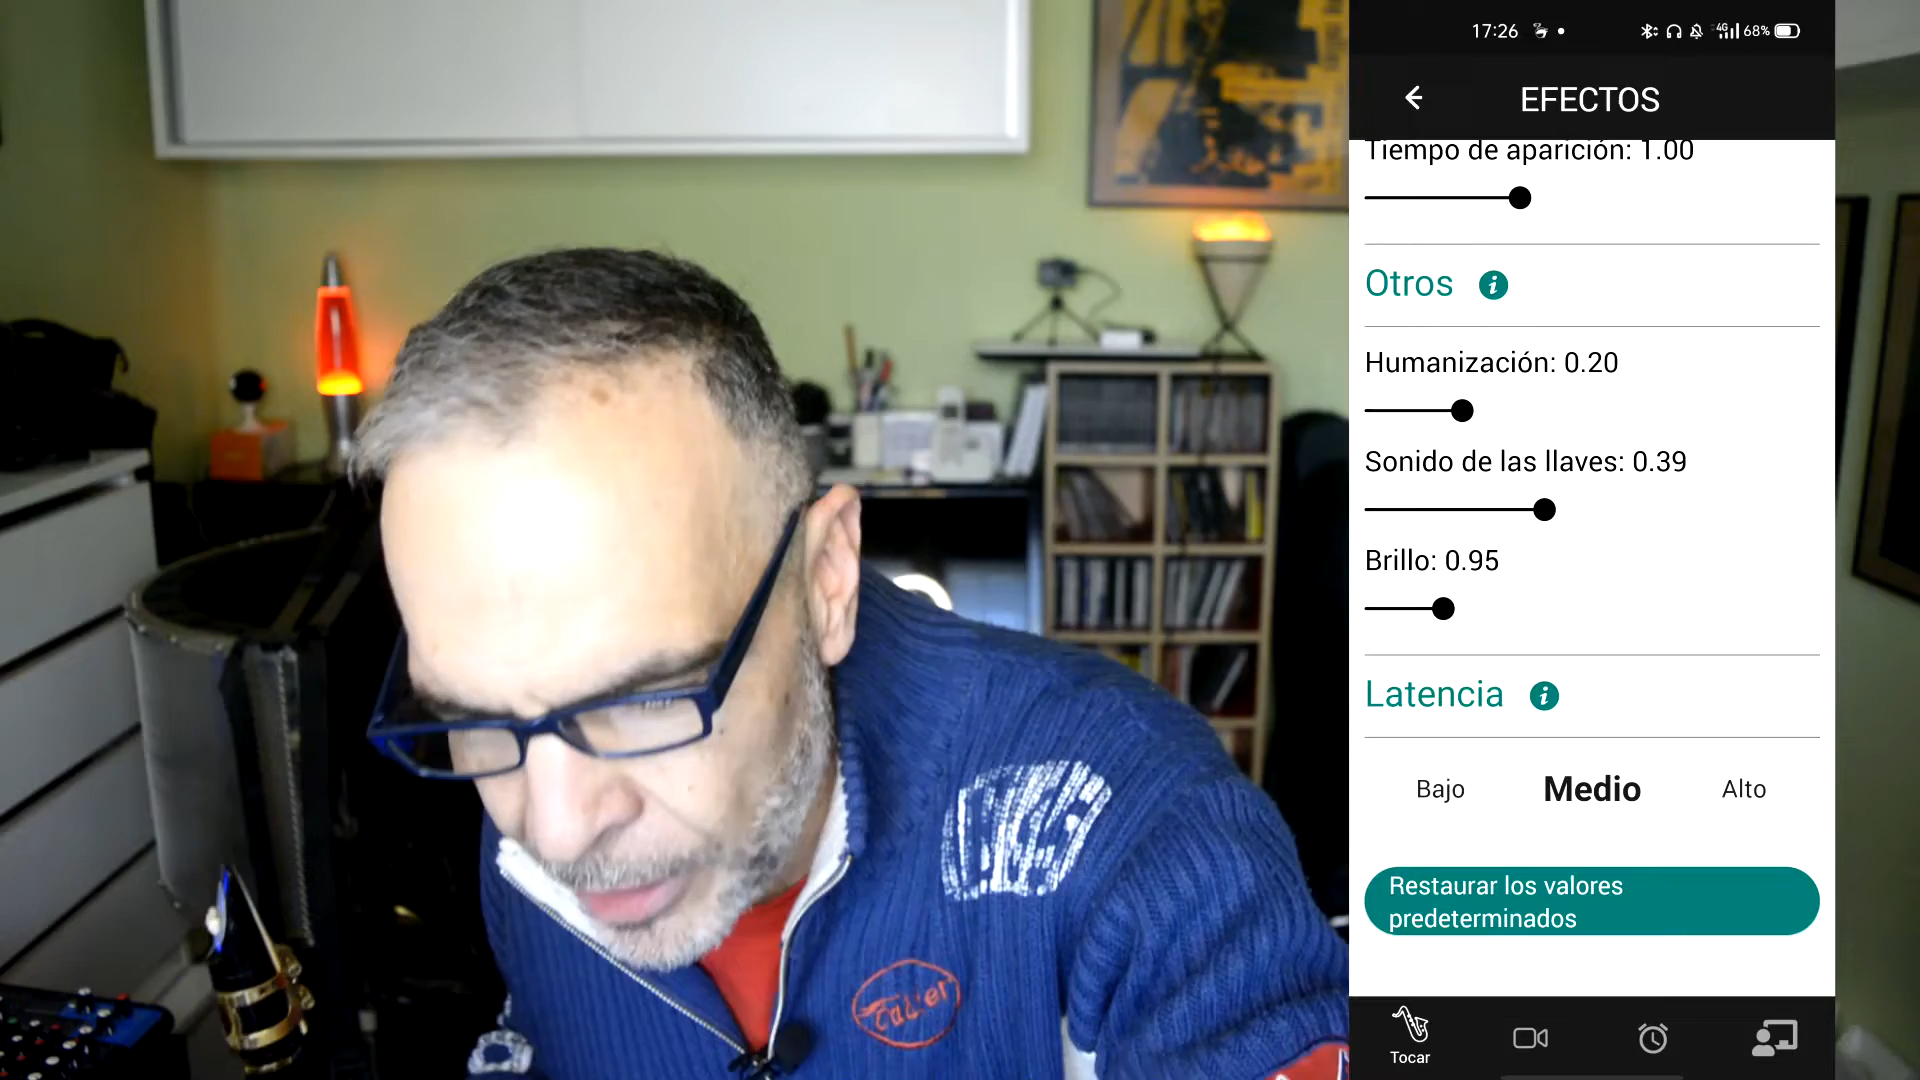 17:26
4G
68%
EFECTOS
Tiempo de aparición: 1.00
Otros
Humanización: 0.20
Sonido de las llaves: 0.39
Brillo: 0.95
Latencia
Bajo Medio Alto
Restaurar los valores
predeterminados
Tocar